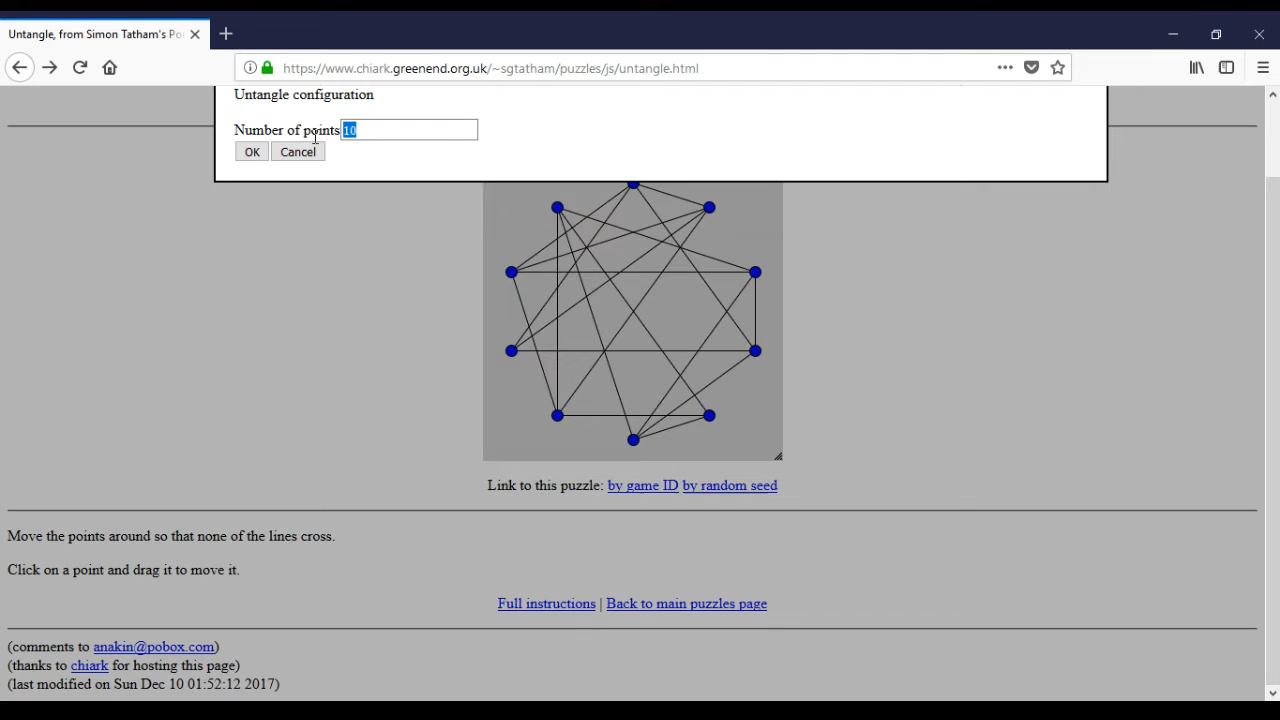 Untangle, from Simon Tatham's Po
https://www.chiark.greenend.org.uk/~sgtatham/puzzles/js/untangle.html
Untangle configuration
Number of points 10
OK Cancel
Link to this puzzle: by game ID by random seed
Move the points around so that none of the lines cross.
Click on a point and drag it to move it.
Full instructions | Back to main puzzles page
(comments to anakin@pobox.com)
(thanks to chiark for hosting this page)
(last modified on Sun Dec 10 01:52:12 2017)